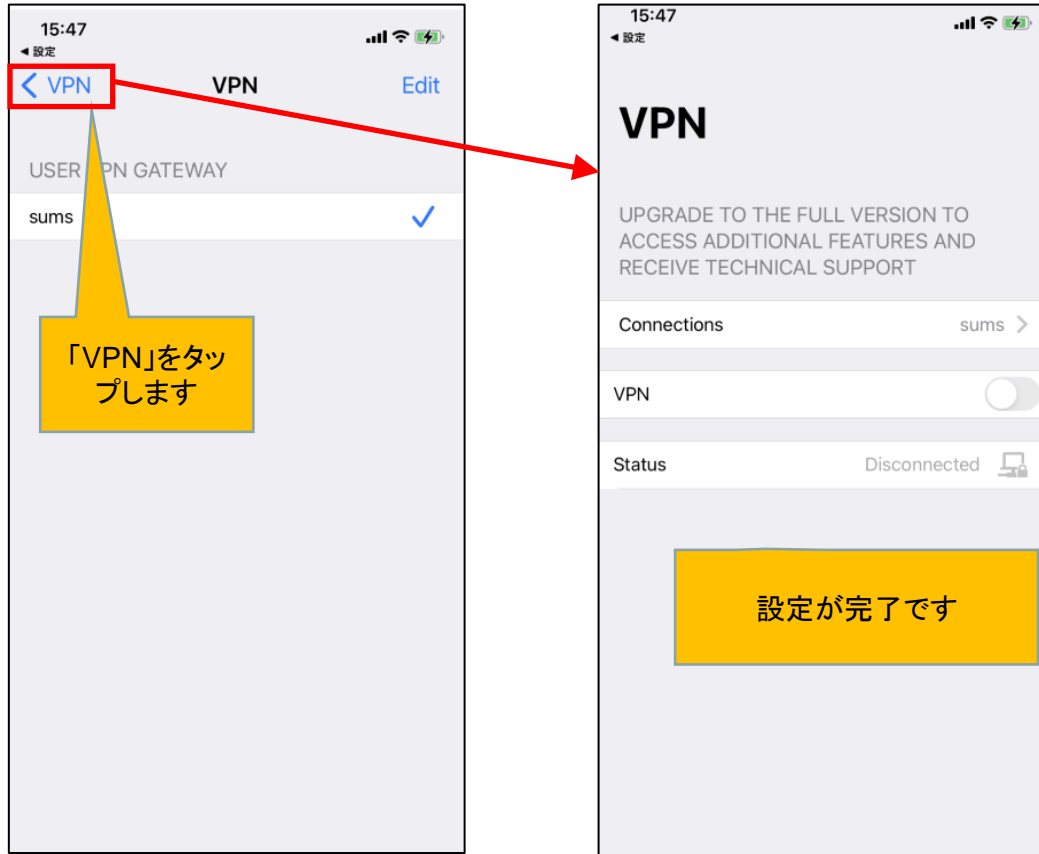 15:47
◀ 設定
VPN
VPN
Edit
USER VPN GATEWAY
sums
「VPN」をタッ
プします
15:47
◀ 設定
VPN
UPGRADE TO THE FULL VERSION TO
ACCESS ADDITIONAL FEATURES AND
RECEIVE TECHNICAL SUPPORT
Connections
sums
VPN
Status
Disconnected
設定が完了です